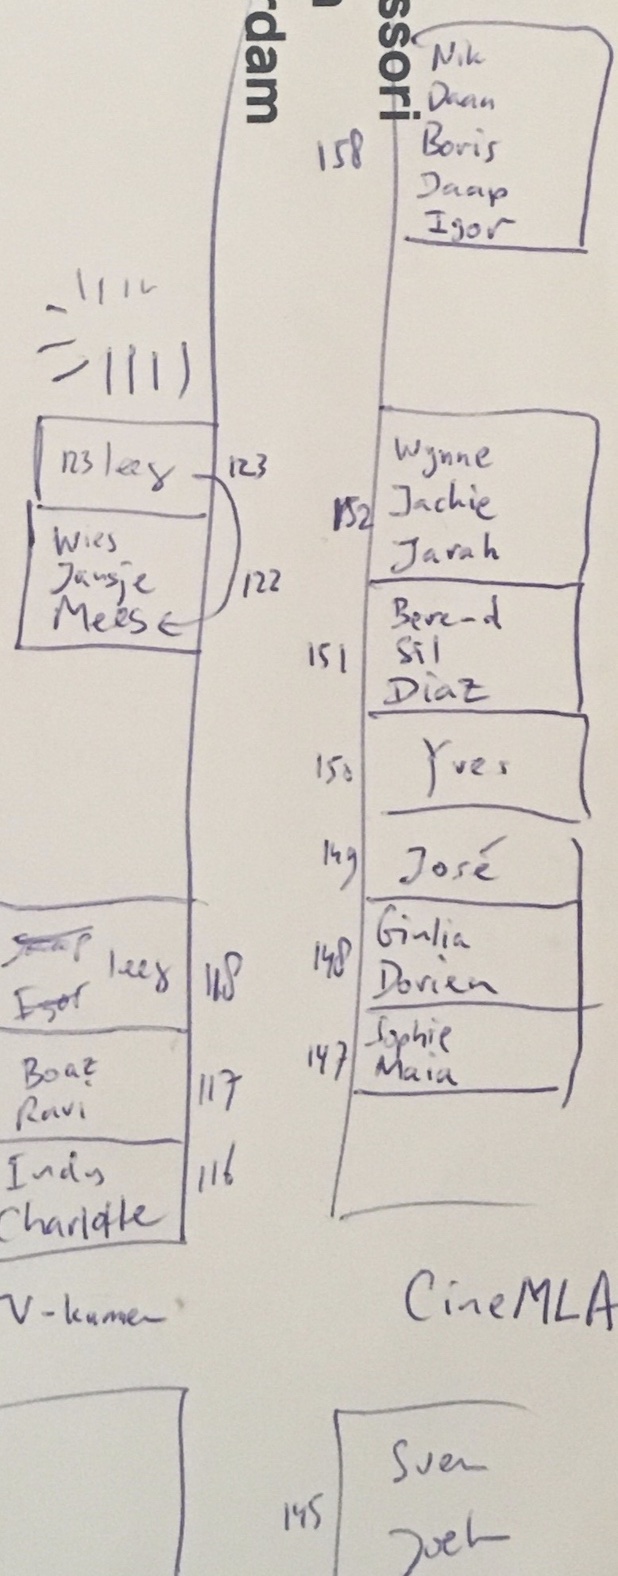 rdam
ssori
158
Nik
Daan
Boris
Jaap
Igor
123 leeg
123
Wies
Jansje
Mees
122
152
Wynne
Jackie
Jarah
151
Berend
Sil
Diaz
150
Yves
149
José
Jaap
Igor
leeg
118
148
Giulia
Dorien
Boaz
Ravi
117
147
Sophie
Maia
Indy
Charlotte
116
V-kamer
CineMLA
145
Sven
Joeh